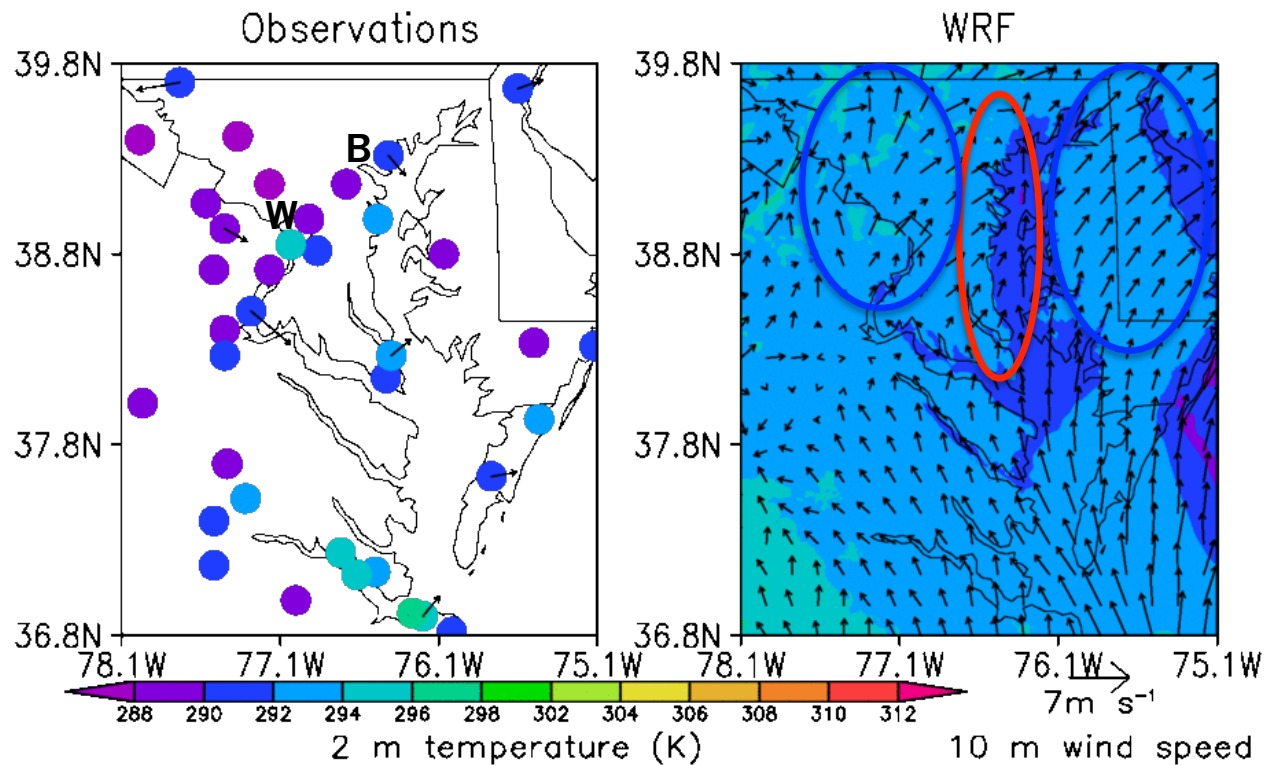 Observations WRF
39.8N 39.8N
B
W
38.8N 38.8N
37.8N 37.8N
36.8N 36.8N
78.1W 77.1W 76.1W 75.1W 78.1W 77.1W 76.1W 75.1W
288 290 292 294 296 298 302 304 306 308 310 312
7m s⁻¹
2 m temperature (K) 10 m wind speed